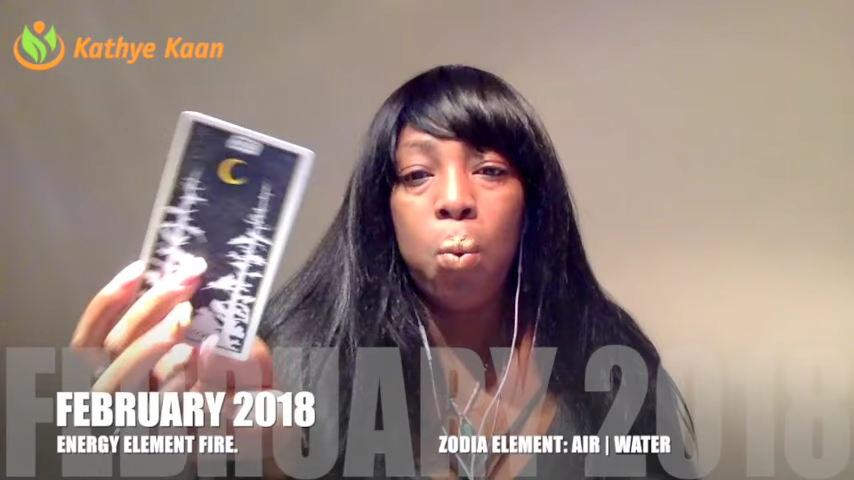 Kathye Kaan
FEBRUARY 2018
FEBRUARY 2018
ENERGY ELEMENT FIRE.
ZODIA ELEMENT: AIR | WATER